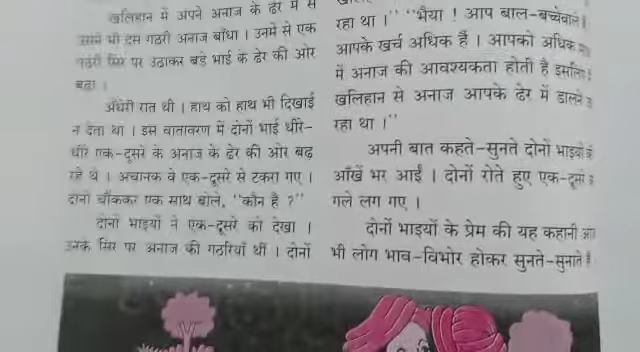 खलिहान में अपने अनाज के ढेर में से
उसने भी दस गठरी अनाज बाँधा । उनमें से एक
गठरी सिर पर उठाकर बड़े भाई के ढेर की ओर
बढ़ा ।
अँधेरी रात थी । हाथ को हाथ भी दिखाई
न देता था । इस वातावरण में दोनों भाई धीरे-
धीरे एक-दूसरे के अनाज के ढेर की ओर बढ़
रहे थे । अचानक वे एक-दूसरे से टकरा गए ।
दोनों चौंककर एक साथ बोले, "कौन है ?"
दोनों भाइयों ने एक-दूसरे को देखा ।
उनके सिर पर अनाज की गठरियाँ थीं । दोनों
रहा था ।" "भैया ! आप बाल-बच्चेवाले
आपके खर्च अधिक हैं । आपको अधिक
में अनाज की आवश्यकता होती है इसलिए
खलिहान से अनाज आपके ढेर में डालने
रहा था ।"
अपनी बात कहते-सुनते दोनों भाइयों
आँखें भर आईं । दोनों रोते हुए एक-दूसरे
गले लग गए ।
दोनों भाइयों के प्रेम की यह कहानी
भी लोग भाव-विभोर होकर सुनते-सुनाते